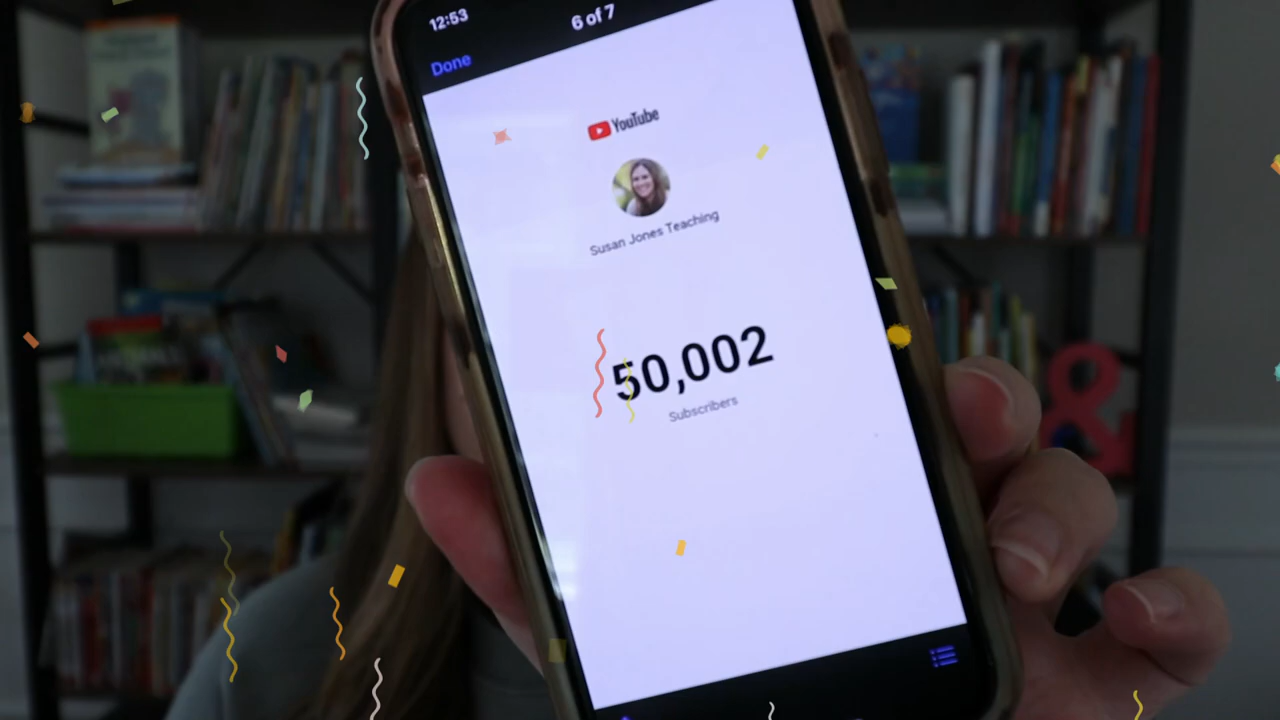 12:53
6 of 7
Done
YouTube
Susan Jones Teaching
50,002
Subscribers
&